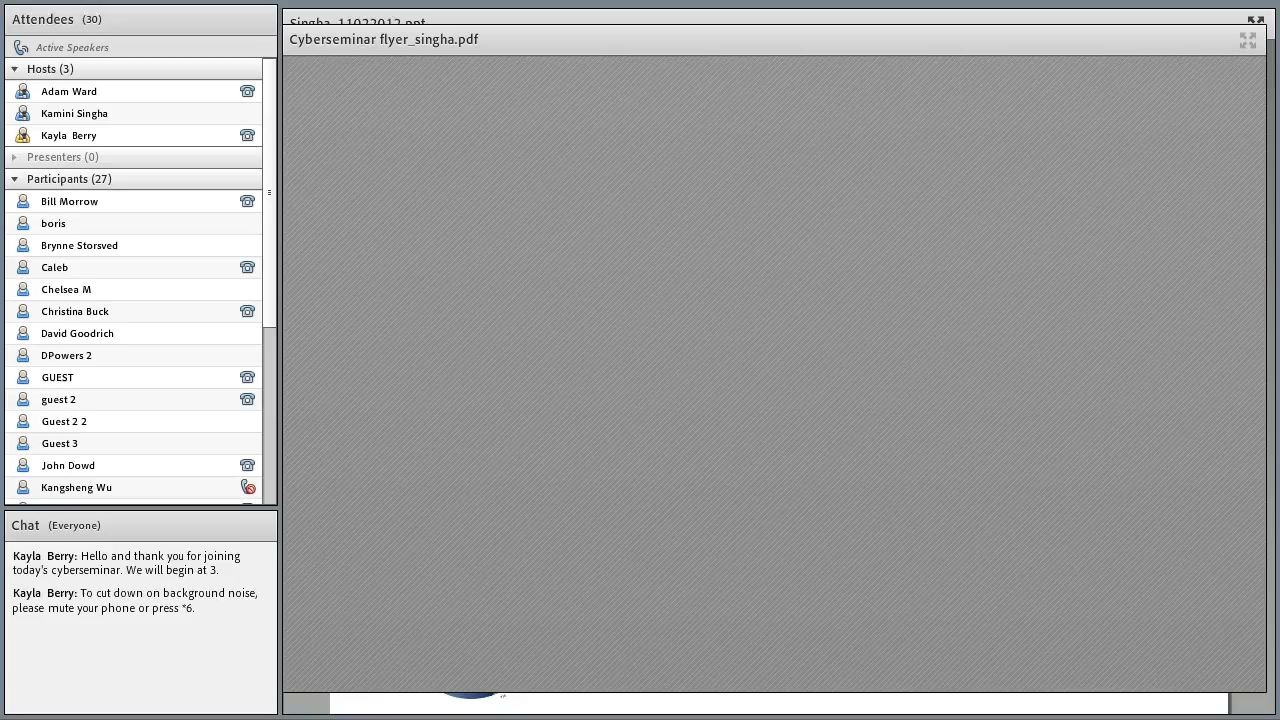 Attendees (30)
Active Speakers
Hosts (3)
Adam Ward
Kamini Singha
Kayla Berry
Presenters (0)
Participants (27)
Bill Morrow
boris
Brynne Storsved
Caleb
Chelsea M
Christina Buck
David Goodrich
DPowers 2
GUEST
guest 2
Guest 2 2
Guest 3
John Dowd
Kangsheng Wu
Chat (Everyone)
Kayla Berry: Hello and thank you for joining
today's cyberseminar. We will begin at 3.
Kayla Berry: To cut down on background noise,
please mute your phone or press *6.
Singha_11022012.ppt
Cyberseminar flyer_singha.pdf